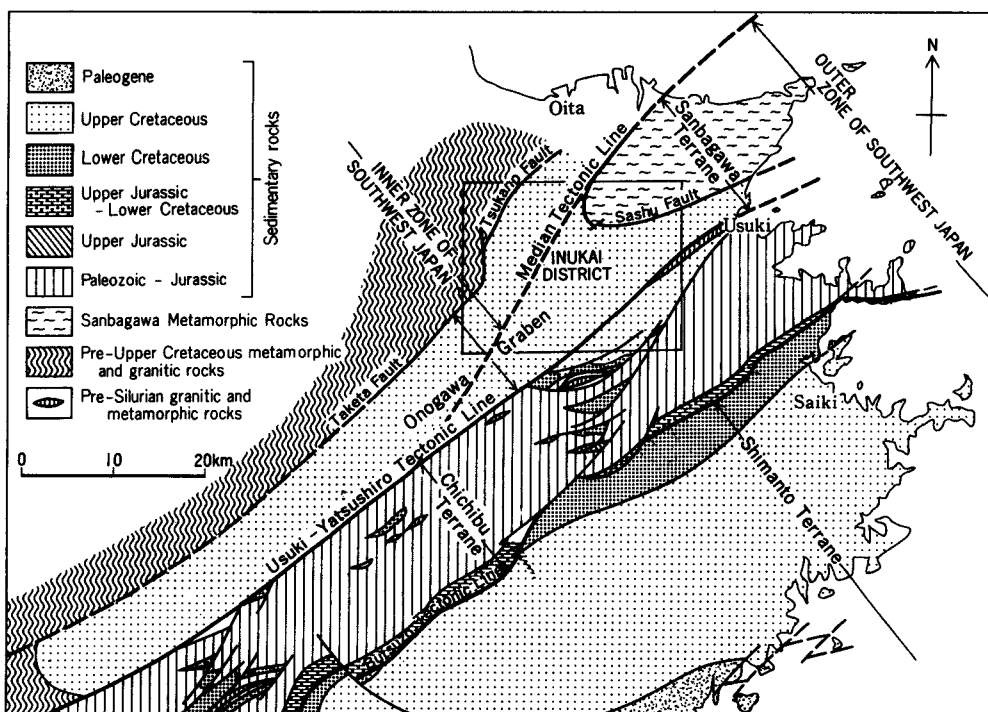 Paleogene
Upper Cretaceous
Lower Cretaceous
Upper Jurassic
- Lower Cretaceous
Upper Jurassic
Paleozoic - Jurassic
Sedimentary rocks
Sanbagawa Metamorphic Rocks
Pre-Upper Cretaceous metamorphic
and granitic rocks
Pre-Silurian granitic and
metamorphic rocks
0 10 20km
N
Oita
OUTER
ZONE OF SOUTHWEST JAPAN
Sanbagawa
Terrane
INNER ZONE OF
SOUTHWEST JAPAN
Tsukano Fault
Median Tectonic Line
Sashu Fault
Usuki
INUKAI
DISTRICT
Onogawa Graben
Taketa Fault
Usuki-Yatsushiro Tectonic Line
Saiki
Chichibu
Terrane
Shimanto Terrane
Tectonic Line